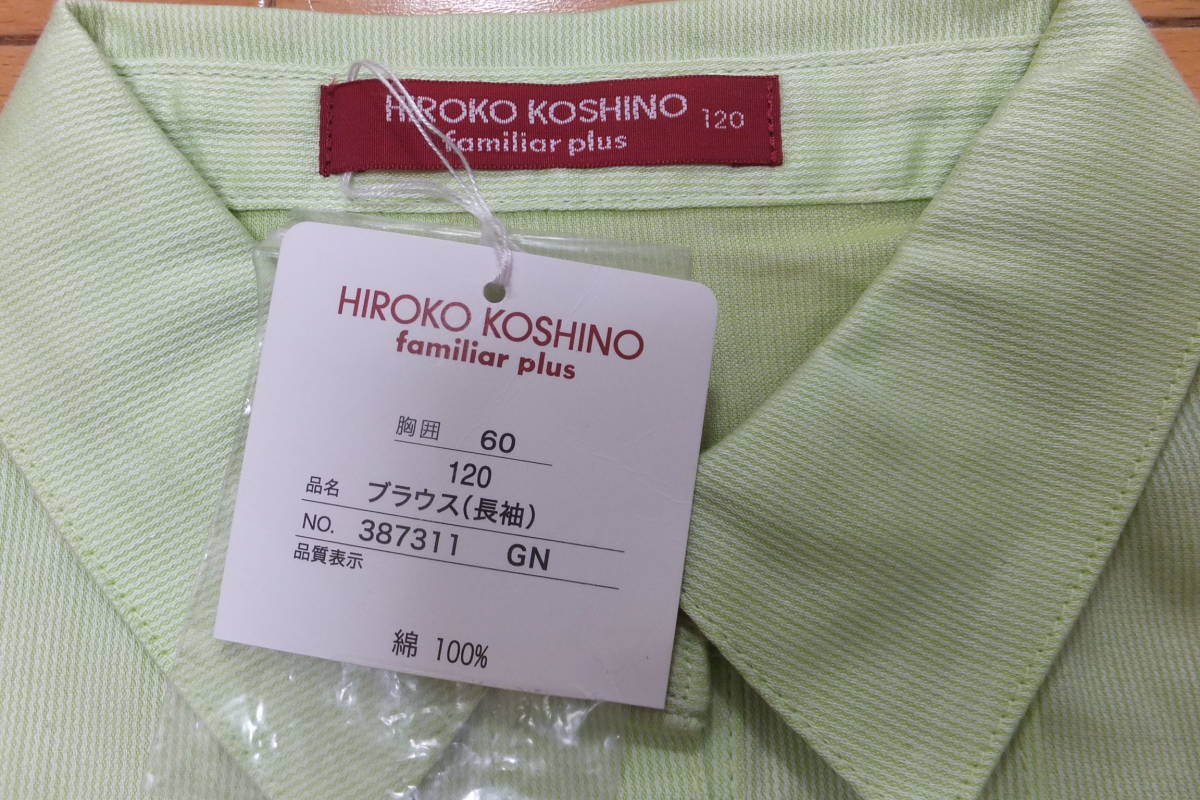 HIROKO KOSHINO 120
familiar plus
HIROKO KOSHINO
familiar plus
胸囲 60
120
品名 ブラウス(長袖)
NO. 387311 GN
品質表示
綿 100%